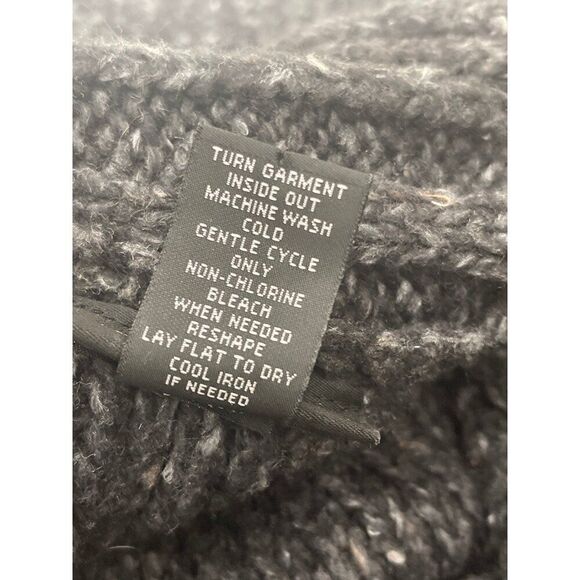 TURN GARMENT
INSIDE OUT
MACHINE WASH
COLD
GENTLE CYCLE
ONLY
NON-CHLORINE
BLEACH
WHEN NEEDED
RESHAPE
LAY FLAT TO DRY
COOL IRON
IF NEEDED